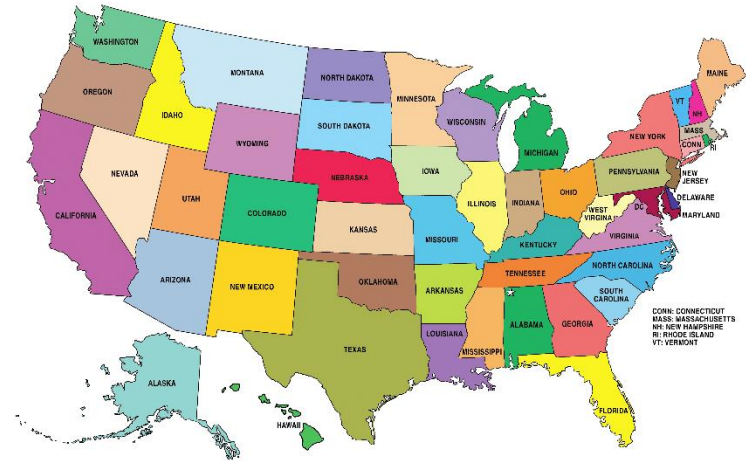 WASHINGTON
OREGON
CALIFORNIA
NEVADA
IDAHO
MONTANA
WYOMING
UTAH
COLORADO
ARIZONA
NEW MEXICO
NORTH DAKOTA
SOUTH DAKOTA
NEBRASKA
KANSAS
OKLAHOMA
TEXAS
MINNESOTA
IOWA
MISSOURI
ARKANSAS
LOUISIANA
WISCONSIN
ILLINOIS
MICHIGAN
INDIANA
OHIO
KENTUCKY
TENNESSEE
MISSISSIPPI
ALABAMA
GEORGIA
FLORIDA
SOUTH
CAROLINA
NORTH CAROLINA
VIRGINIA
WEST
VIRGINA
DC
MARYLAND
DELAWARE
NEW
JERSEY
PENNSYLVANIA
NEW YORK
CONN
RI
MASS
VT
NH
MAINE
ALASKA
HAWAII
CONN: CONNECTICUT
MASS: MASSACHUSETTS
NH: NEW HAMPSHIRE
RI: RHODE ISLAND
VT: VERMONT